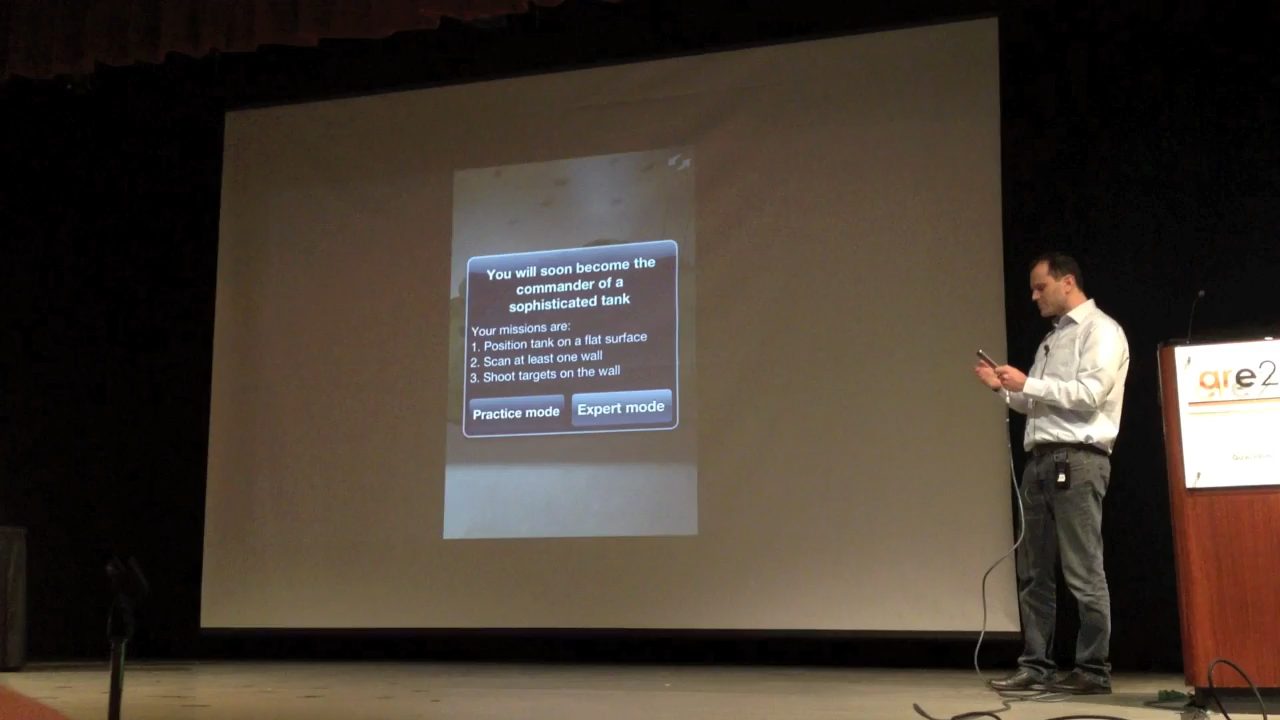 You will soon become the
commander of a
sophisticated tank
Your missions are:
1. Position tank on a flat surface
2. Scan at least one wall
3. Shoot targets on the wall
Practice mode
Expert mode
are2